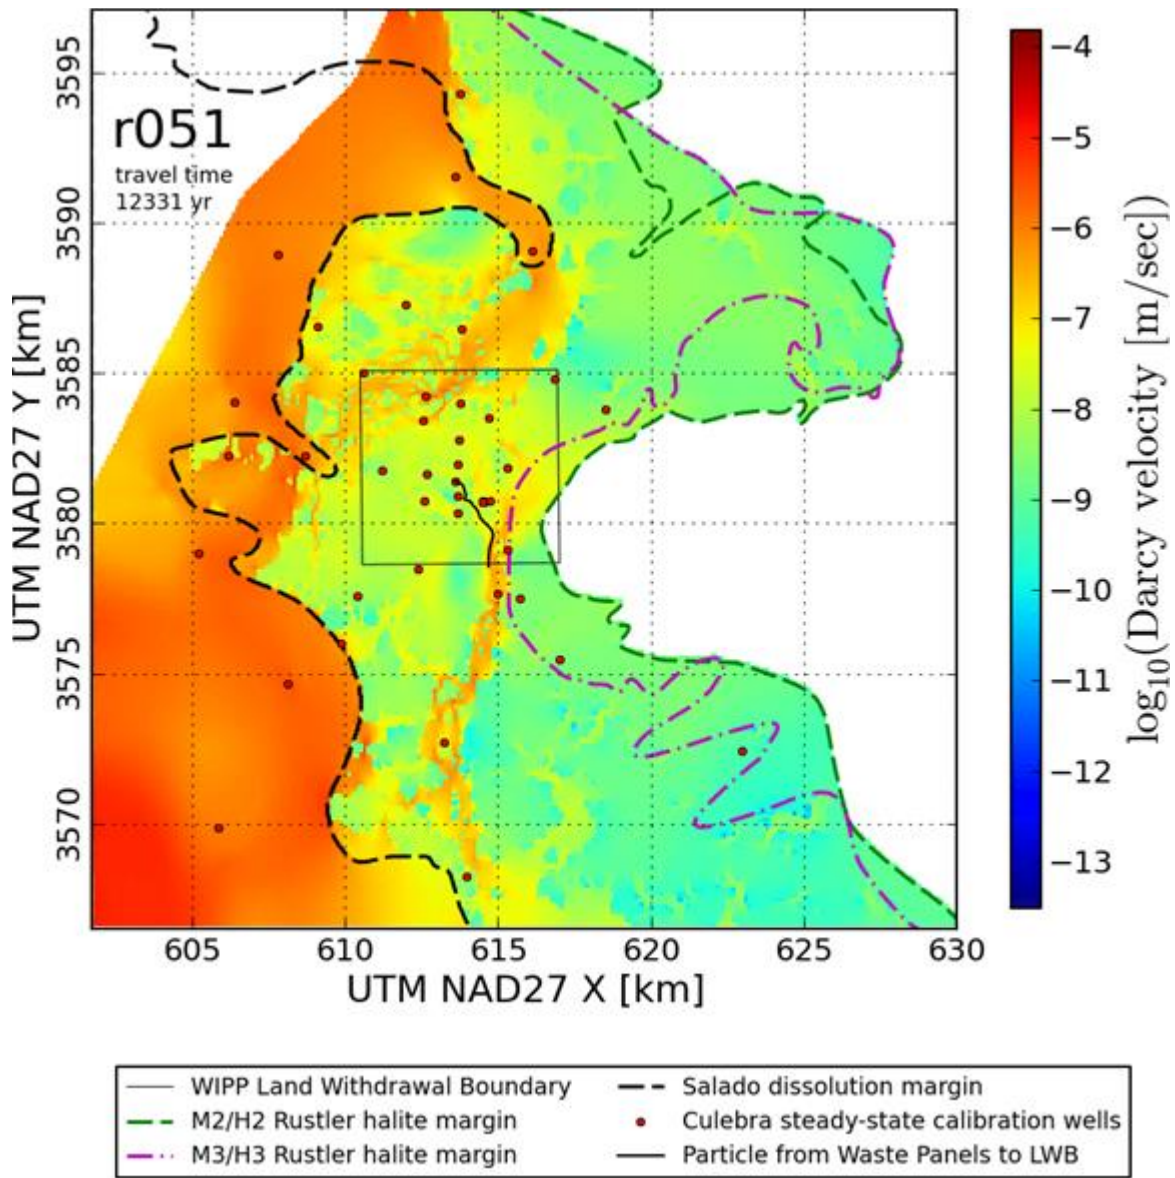 r051
travel time
12331 yr
3595
3590
3585
3580
3575
3570
UTM NAD27 Y [km]
605 610 615 620 625 630
UTM NAD27 X [km]
−4
−5
−6
−7
−8
−9
−10
−11
−12
−13
log10(Darcy velocity [m/sec])
WIPP Land Withdrawal Boundary
M2/H2 Rustler halite margin
M3/H3 Rustler halite margin
Salado dissolution margin
Culebra steady-state calibration wells
Particle from Waste Panels to LWB